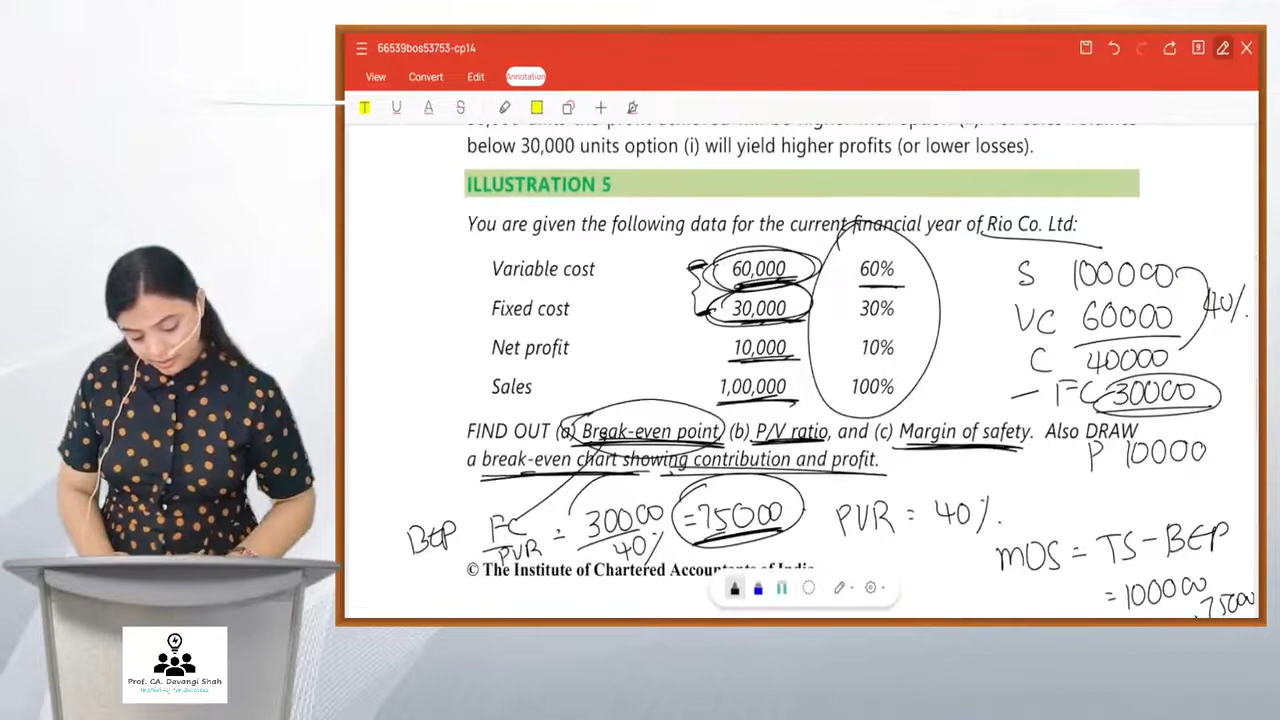 66539bos53753-cp14
View Convert Edit Annotation
T U A S
below 30,000 units option (i) will yield higher profits (or lower losses).
ILLUSTRATION 5
You are given the following data for the current financial year of Rio Co. Ltd:
Variable cost 60,000 60%
Fixed cost 30,000 30%
Net profit 10,000 10%
Sales 1,00,000 100%
FIND OUT (a) Break-even point, (b) P/V ratio, and (c) Margin of safety. Also DRAW
a break-even chart showing contribution and profit.
S 100000
VC 60000
C 40000
40%
— FC 30000
P 10000
BEP FC/PVR = 30000/40% = 75000
PVR = 40%.
MOS = TS - BEP
= 100000
75000
© The Institute of Chartered Accountants of India
Prof. CA. Devangi Shah